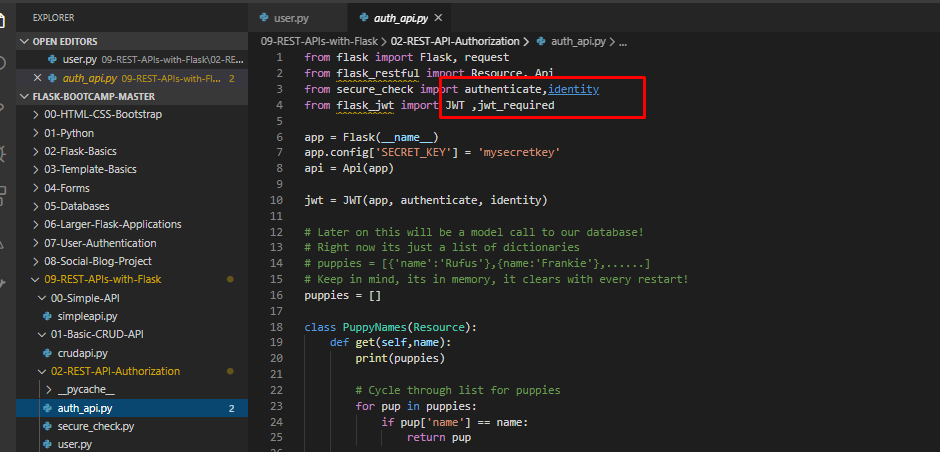 EXPLORER
OPEN EDITORS
user.py 09-REST-APIs-with-Flask\02-RE...
auth_api.py 09-REST-APIs-with-Fl... 2
FLASK-BOOTCAMP-MASTER
00-HTML-CSS-Bootstrap
01-Python
02-Flask-Basics
03-Template-Basics
04-Forms
05-Databases
06-Larger-Flask-Applications
07-User-Authentication
08-Social-Blog-Project
09-REST-APIs-with-Flask
00-Simple-API
simpleapi.py
01-Basic-CRUD-API
crudapi.py
02-REST-API-Authorization
__pycache__
auth_api.py 2
secure_check.py
user.py
user.py
auth_api.py
09-REST-APIs-with-Flask > 02-REST-API-Authorization > auth_api.py > ...
1 from flask import Flask, request
2 from flask_restful import Resource, Api
3 from secure_check import authenticate,identity
4 from flask_jwt import JWT ,jwt_required
5
6 app = Flask(__name__)
7 app.config['SECRET_KEY'] = 'mysecretkey'
8 api = Api(app)
9
10 jwt = JWT(app, authenticate, identity)
11
12 # Later on this will be a model call to our database!
13 # Right now its just a list of dictionaries
14 # puppies = [{'name':'Rufus'},{name:'Frankie'},......]
15 # Keep in mind, its in memory, it clears with every restart!
16 puppies = []
17
18 class PuppyNames(Resource):
19 def get(self,name):
20 print(puppies)
21
22 # Cycle through list for puppies
23 for pup in puppies:
24 if pup['name'] == name:
25 return pup